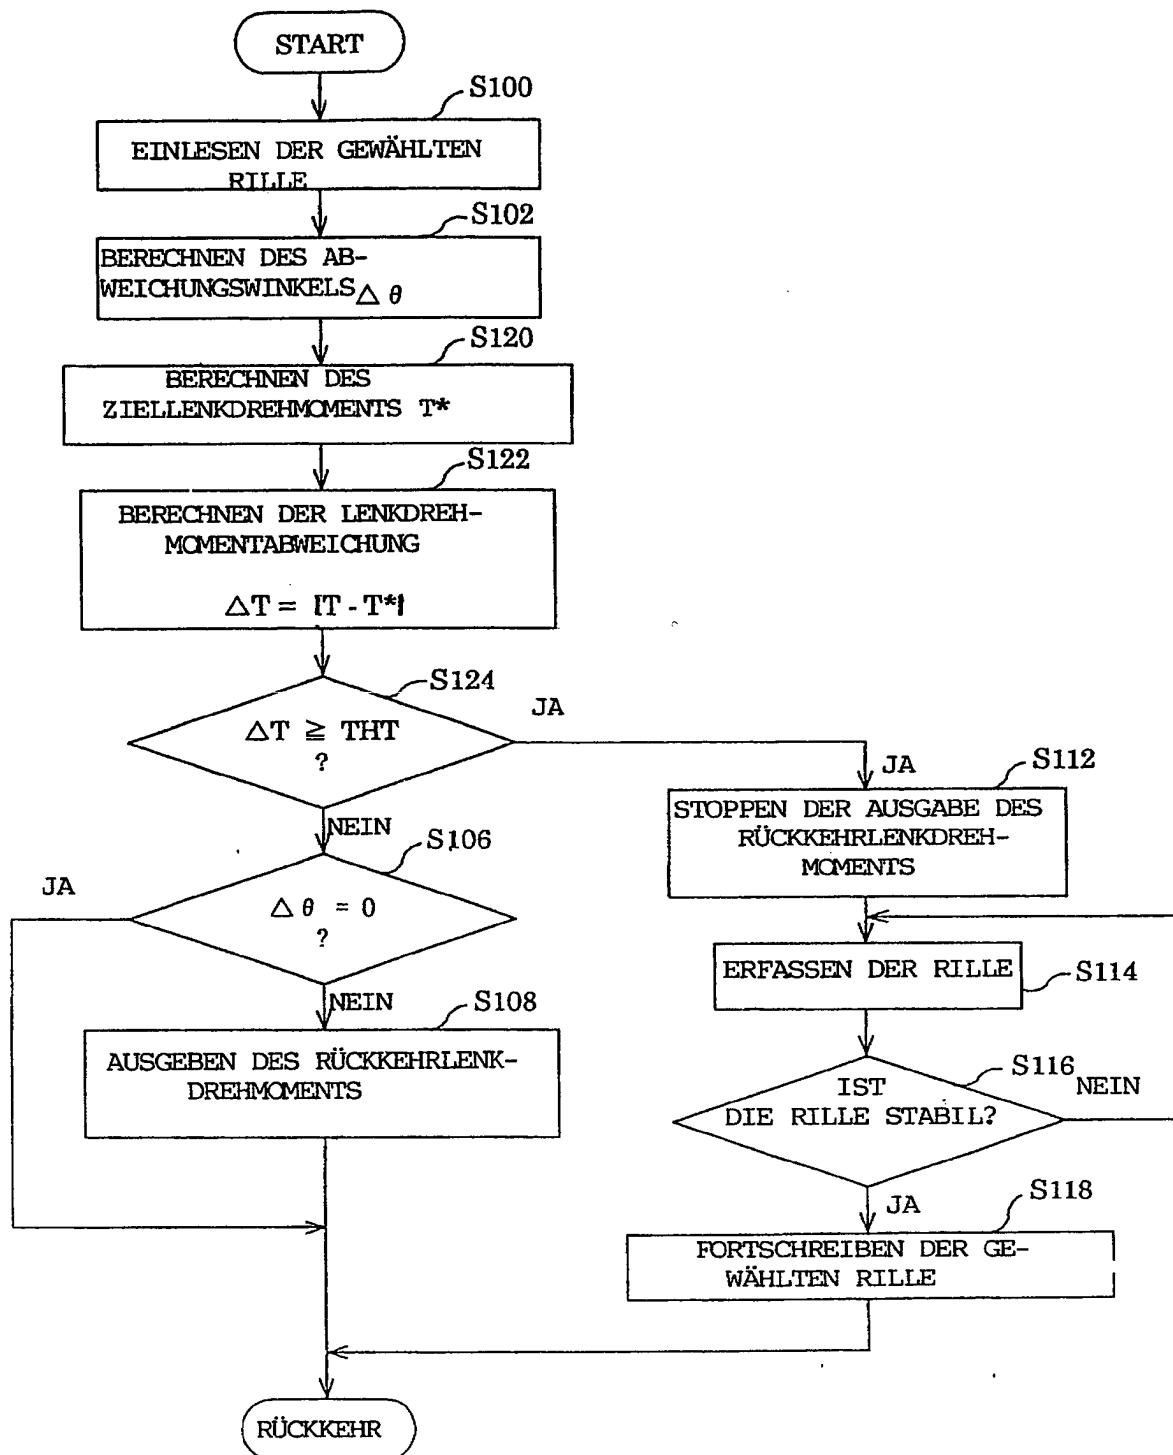 START
S100
EINLESEN DER GEWÄHLTEN
RILLE
S102
BERECHNEN DES AB-
WEICHUNGSWINKELS △ θ
S120
BERECHNEN DES
ZIELLENKDREHMOMENTS T*
S122
BERECHNEN DER LENKDREH-
MOMENTABWEICHUNG
△T = |T - T*|
S124
△T ≧ THT
?
JA
NEIN
S106
△ θ = 0
?
JA
NEIN
S108
AUSGEBEN DES RÜCKKEHRLENK-
DREHMOMENTS
JA
S112
STOPPEN DER AUSGABE DES
RÜCKKEHRLENKDREH-
MOMENTS
ERFASSEN DER RILLE
S114
S116
IST
DIE RILLE STABIL?
NEIN
JA
S118
FORTSCHREIBEN DER GE-
WÄHLTEN RILLE
RÜCKKEHR